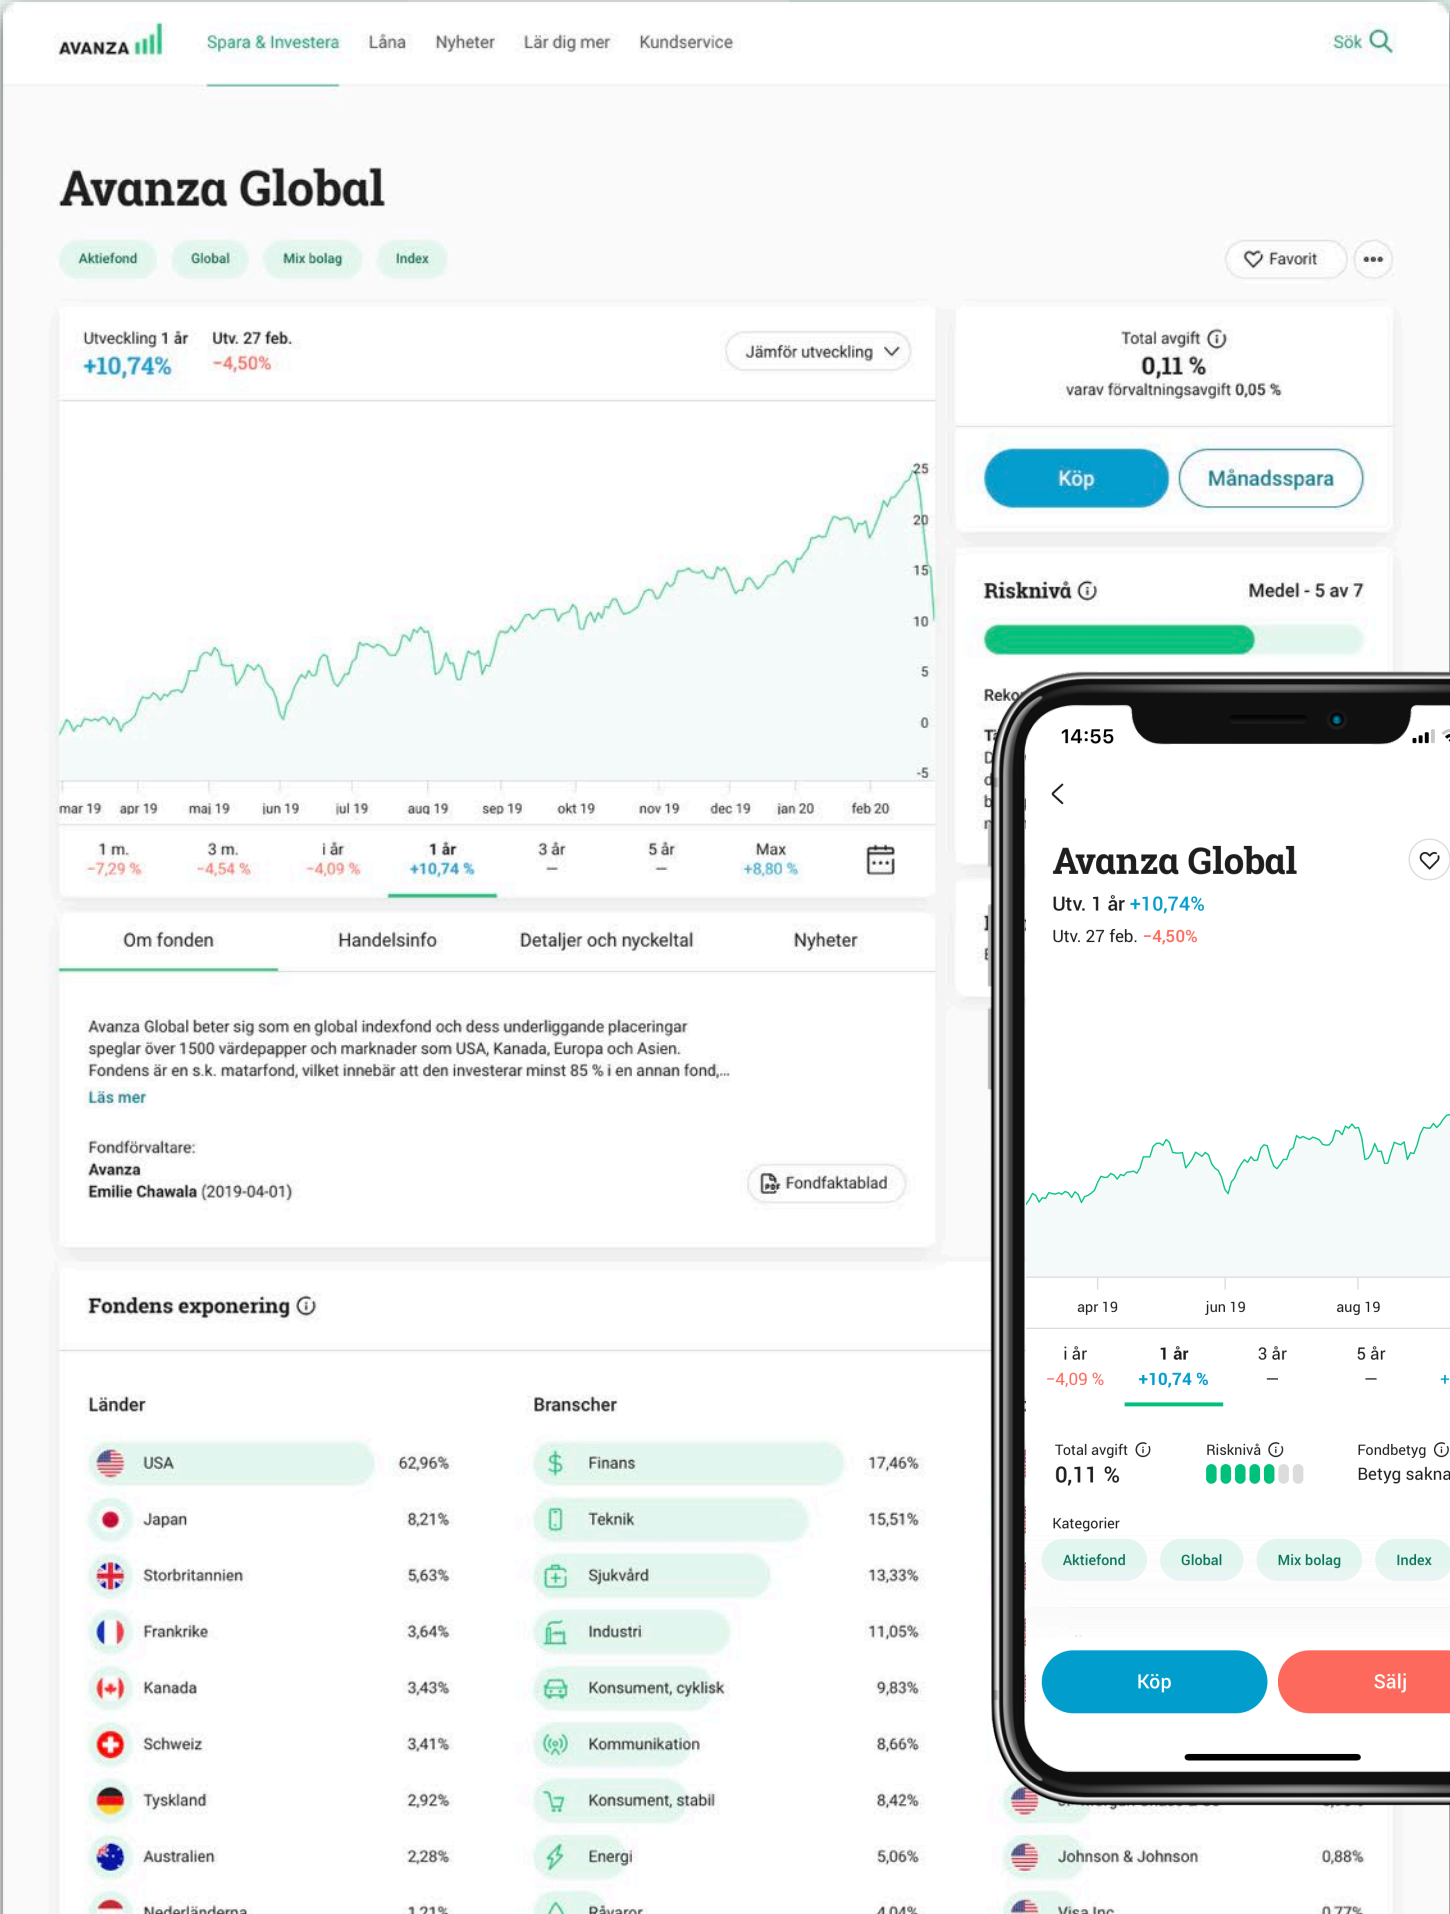 AVANZA
Spara & Investera Låna Nyheter Lär dig mer Kundservice
Sök
Avanza Global
Aktiefond Global Mix bolag Index
Favorit
Utveckling 1 år Utv. 27 feb.
+10,74% −4,50%
Jämför utveckling
25
20
15
10
5
0
-5
mar 19 apr 19 maj 19 jun 19 jul 19 aug 19 sep 19 okt 19 nov 19 dec 19 jan 20 feb 20
1 m. 3 m. i år 1 år 3 år 5 år Max
−7,29 % −4,54 % −4,09 % +10,74 % — — +8,80 %
Total avgift
0,11 %
varav förvaltningsavgift 0,05 %
Köp Månadsspara
Risknivå Medel - 5 av 7
Om fonden Handelsinfo Detaljer och nyckeltal Nyheter
Avanza Global beter sig som en global indexfond och dess underliggande placeringar
speglar över 1500 värdepapper och marknader som USA, Kanada, Europa och Asien.
Fondens är en s.k. matarfond, vilket innebär att den investerar minst 85 % i en annan fond,...
Läs mer
Fondförvaltare:
Avanza
Emilie Chawala (2019-04-01)
PDF Fondfaktablad
Fondens exponering
Länder
USA 62,96%
Japan 8,21%
Storbritannien 5,63%
Frankrike 3,64%
Kanada 3,43%
Schweiz 3,41%
Tyskland 2,92%
Australien 2,28%
Nederländerna 1,21%
Branscher
Finans 17,46%
Teknik 15,51%
Sjukvård 13,33%
Industri 11,05%
Konsument, cyklisk 9,83%
Kommunikation 8,66%
Konsument, stabil 8,42%
Energi 5,06%
Råvaror 4,04%
Johnson & Johnson 0,88%
Visa Inc 0,77%
14:55
Avanza Global
Utv. 1 år +10,74%
Utv. 27 feb. −4,50%
apr 19 jun 19 aug 19
i år 1 år 3 år 5 år
−4,09 % +10,74 % — — +
Total avgift Risknivå Fondbetyg
0,11 % Betyg sakna
Kategorier
Aktiefond Global Mix bolag Index
Köp Sälj